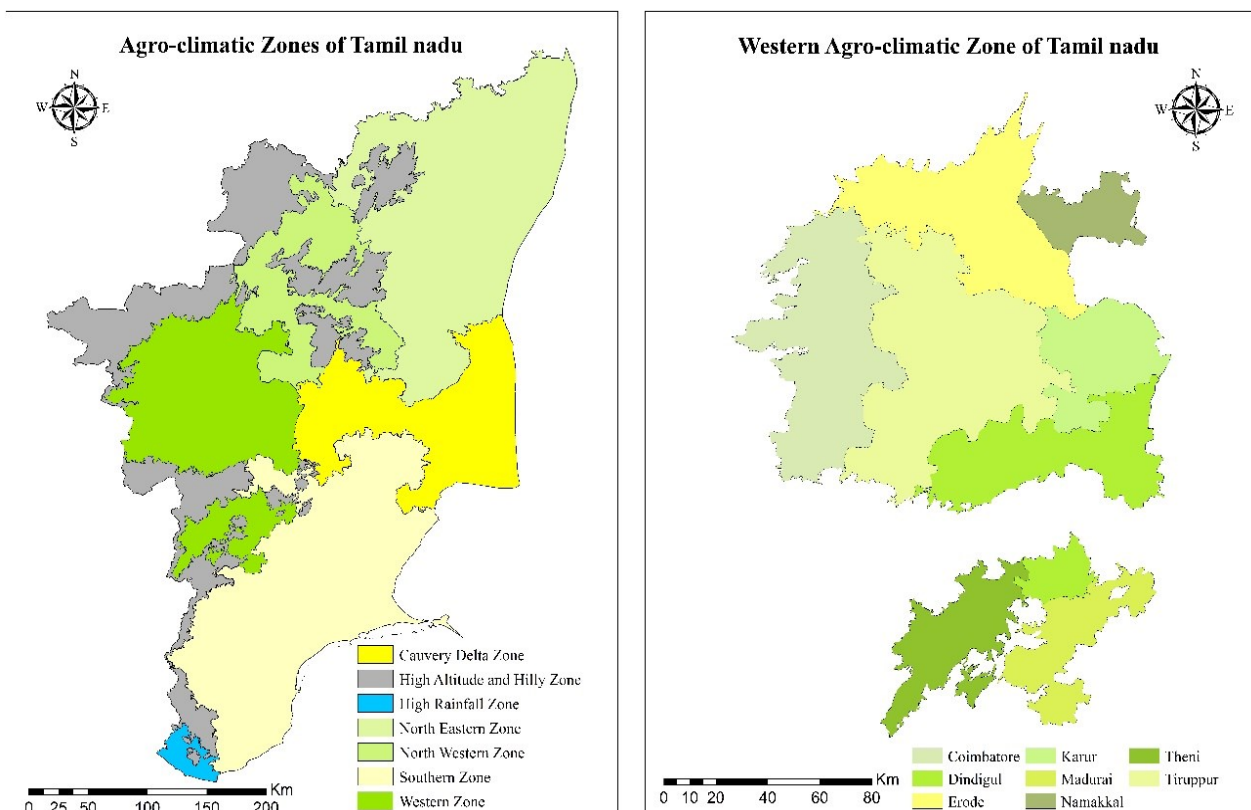 Agro-climatic Zones of Tamil nadu
N
W E
S
Cauvery Delta Zone
High Altitude and Hilly Zone
High Rainfall Zone
North Eastern Zone
North Western Zone
Southern Zone
Western Zone
Km
0 25 50 100 150 200
Western Agro-climatic Zone of Tamil nadu
N
W E
S
Coimbatore Karur Theni
Dindigul Madurai Tiruppur
Erode Namakkal
Km
0 10 20 40 60 80